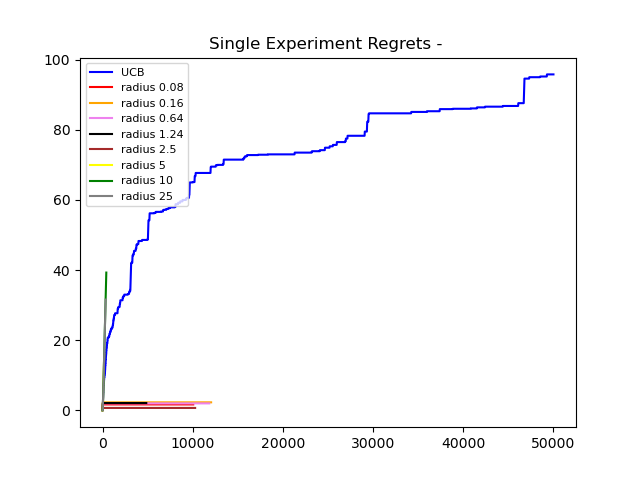 Single Experiment Regrets -
100
80
60
40
20
0
UCB
radius 0.08
radius 0.16
radius 0.64
radius 1.24
radius 2.5
radius 5
radius 10
radius 25
0 10000 20000 30000 40000 50000